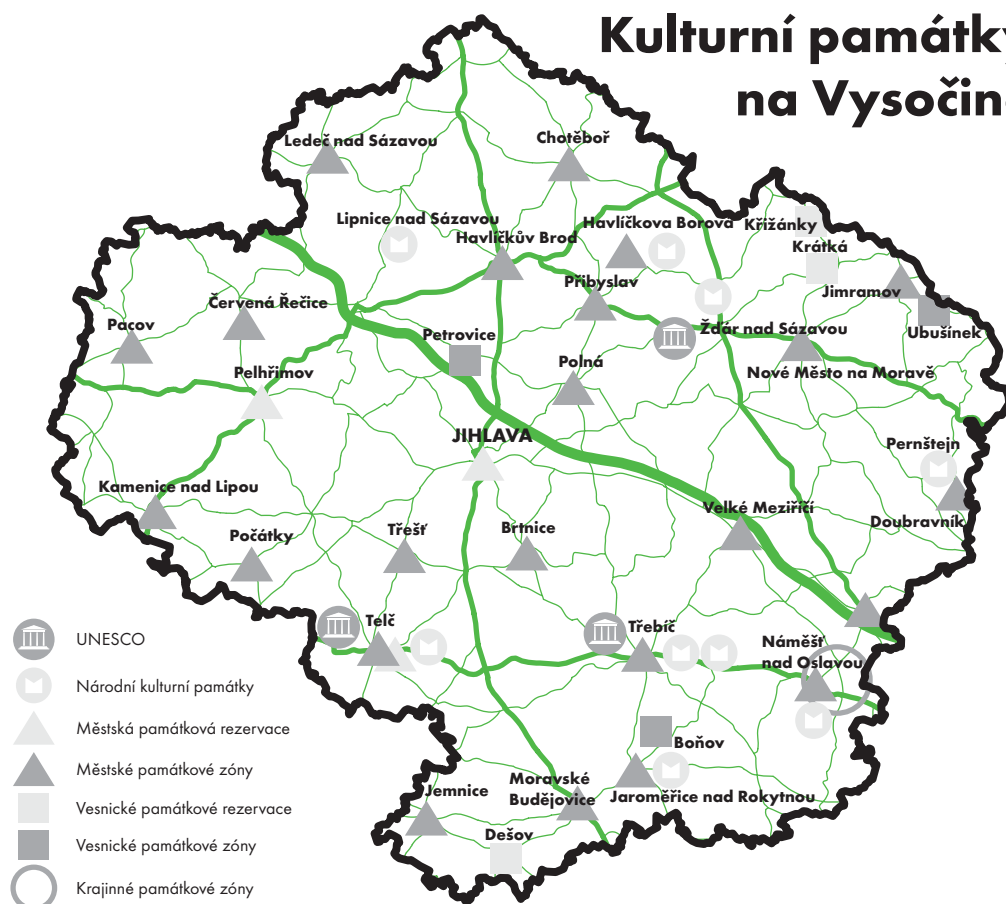 Kulturní památky
na Vysočin
Ledeč nad Sázavou
Chotěboř
Lipnice nad Sázavou
Havlíčkova Borová
Křižánky
Havlíčkův Brod
Krátká
Přibyslav
Jimramov
Červená Řečice
Pacov
Petrovice
Žďár nad Sázavou
Ubušínek
Polná
Pelhřimov
Nové Město na Moravě
JIHLAVA
Pernštejn
Kamenice nad Lipou
Velké Meziříčí
Doubravník
Počátky
Třešť
Brtnice
Telč
Třebíč
Náměšť
nad Oslavou
Boňov
Moravské
Budějovice
Jaroměřice nad Rokytnou
Jemnice
Dešov
UNESCO
Národní kulturní památky
Městská památková rezervace
Městské památkové zóny
Vesnické památkové rezervace
Vesnické památkové zóny
Krajinné památkové zóny